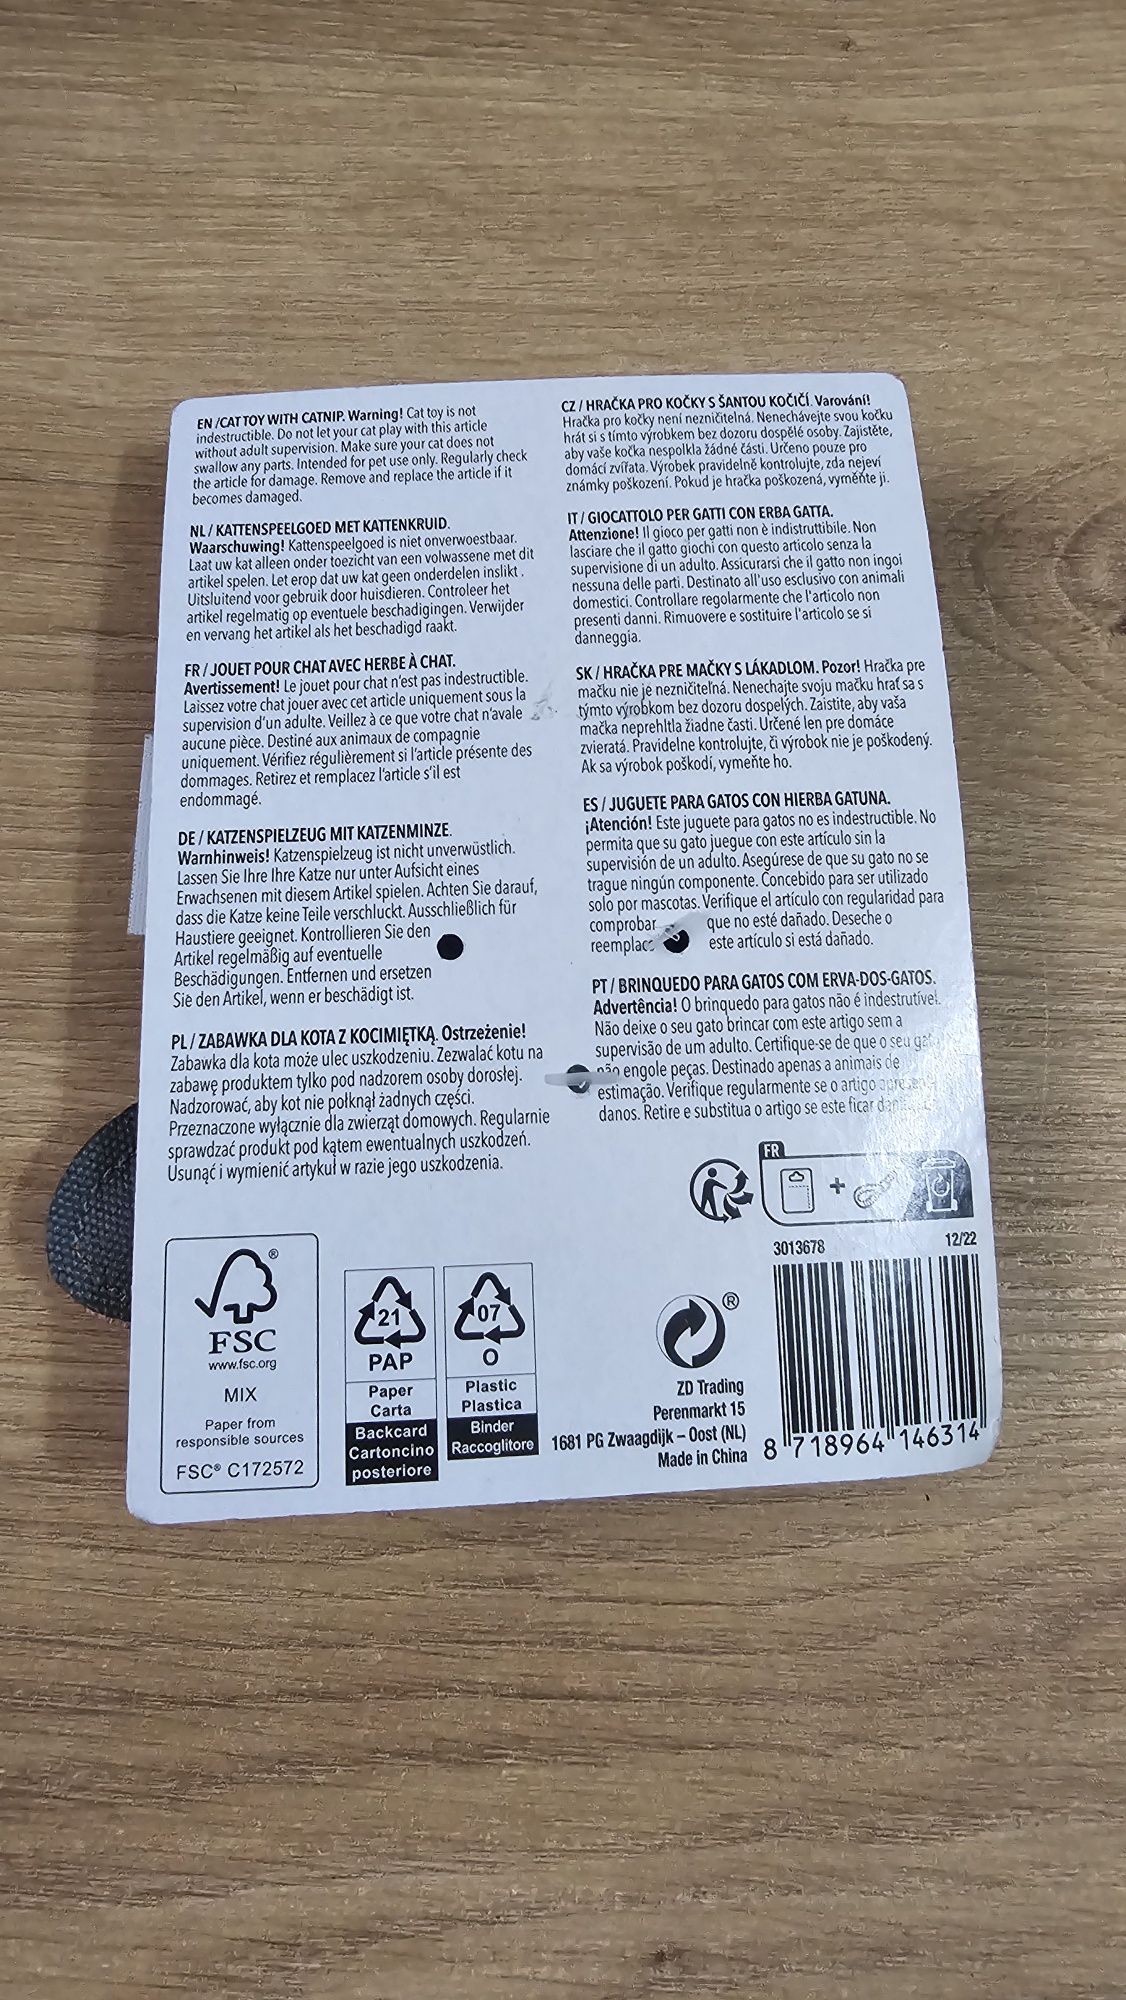 EN /CAT TOY WITH CATNIP. Warning! Cat toy is not
indestructible. Do not let your cat play with this article
without adult supervision. Make sure your cat does not
swallow any parts. Intended for pet use only. Regularly check
the article for damage. Remove and replace the article if it
becomes damaged.
NL / KATTENSPEELGOED MET KATTENKRUID.
Waarschuwing! Kattenspeelgoed is niet onverwoestbaar.
Laat uw kat alleen onder toezicht van een volwassene met dit
artikel spelen. Let erop dat uw kat geen onderdelen inslikt .
Uitsluitend voor gebruik door huisdieren. Controleer het
artikel regelmatig op eventuele beschadigingen. Verwijder
en vervang het artikel als het beschadigd raakt.
FR / JOUET POUR CHAT AVEC HERBE À CHAT.
Avertissement! Le jouet pour chat n'est pas indestructible.
Laissez votre chat jouer avec cet article uniquement sous la
supervision d'un adulte. Veillez à ce que votre chat n'avale
aucune pièce. Destiné aux animaux de compagnie
uniquement. Vérifiez régulièrement si l'article présente des
dommages. Retirez et remplacez l'article s'il est
endommagé.
DE / KATZENSPIELZEUG MIT KATZENMINZE.
Warnhinweis! Katzenspielzeug ist nicht unverwüstlich.
Lassen Sie Ihre Ihre Katze nur unter Aufsicht eines
Erwachsenen mit diesem Artikel spielen. Achten Sie darauf,
dass die Katze keine Teile verschluckt. Ausschließlich für
Haustiere geeignet. Kontrollieren Sie den
Artikel regelmäßig auf eventuelle
Beschädigungen. Entfernen und ersetzen
Sie den Artikel, wenn er beschädigt ist.
PL / ZABAWKA DLA KOTA Z KOCIMIĘTKĄ. Ostrzeżenie!
Zabawka dla kota może ulec uszkodzeniu. Zezwalać kotu na
zabawę produktem tylko pod nadzorem osoby dorosłej.
Nadzorować, aby kot nie połknął żadnych części.
Przeznaczone wyłącznie dla zwierząt domowych. Regularnie
sprawdzać produkt pod kątem ewentualnych uszkodzeń.
Usunąć i wymienić artykuł w razie jego uszkodzenia.
CZ / HRAČKA PRO KOČKY S ŠANTOU KOČIČÍ. Varování!
Hračka pro kočky není nezničitelná. Nenechávejte svou kočku
hrát si s tímto výrobkem bez dozoru dospělé osoby. Zajistěte,
aby vaše kočka nespolkla žádné části. Určeno pouze pro
domácí zvířata. Výrobek pravidelně kontrolujte, zda nejeví
známky poškození. Pokud je hračka poškozená, vyměňte ji.
IT / GIOCATTOLO PER GATTI CON ERBA GATTA.
Attenzione! Il gioco per gatti non è indistruttibile. Non
lasciare che il gatto giochi con questo articolo senza la
supervisione di un adulto. Assicurarsi che il gatto non ingoi
nessuna delle parti. Destinato all'uso esclusivo con animali
domestici. Controllare regolarmente che l'articolo non
presenti danni. Rimuovere e sostituire l'articolo se si
danneggia.
SK / HRAČKA PRE MAČKY S LÁKADLOM. Pozor! Hračka pre
mačku nie je nezničiteľná. Nenechajte svoju mačku hrať sa s
týmto výrobkom bez dozoru dospelých. Zaistite, aby vaša
mačka neprehltla žiadne časti. Určené len pre domáce
zvieratá. Pravidelne kontrolujte, či výrobok nie je poškodený.
Ak sa výrobok poškodí, vymeňte ho.
ES / JUGUETE PARA GATOS CON HIERBA GATUNA.
¡Atención! Este juguete para gatos no es indestructible. No
permita que su gato juegue con este artículo sin la
supervisión de un adulto. Asegúrese de que su gato no se
trague ningún componente. Concebido para ser utilizado
solo por mascotas. Verifique el artículo con regularidad para
comprobar que no esté dañado. Deseche o
este artículo si está dañado.
PT / BRINQUEDO PARA GATOS COM ERVA-DOS-GATOS.
Advertência! O brinquedo para gatos não é indestrutível.
Não deixe o seu gato brincar com este artigo sem a
supervisão de um adulto. Certifique-se de que o seu
não engole peças. Destinado apenas a animais de
estimação. Verifique regularmente se o artigo
danos. Retire e substitua o artigo se este ficar
FR
+
3013678 12/22
FSC
www.fsc.org
MIX
Paper from
responsible sources
FSC® C172572
21
PAP
Paper
Carta
Backcard
Cartoncino
posteriore
07
O
Plastic
Plastica
Binder
Raccoglitore
®
ZD Trading
Perenmarkt 15
1681 PG Zwaagdijk – Oost (NL)
Made in China
8 718964 146314